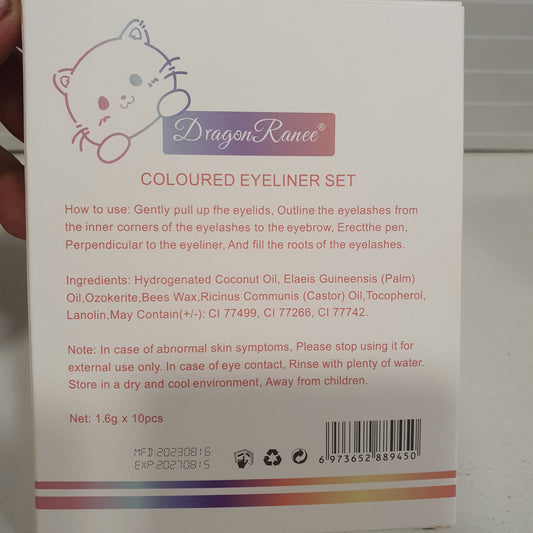 DragonRanee®
COLOURED EYELINER SET
How to use: Gently pull up fhe eyelids, Outline the eyelashes from
the inner corners of the eyelashes to the eyebrow, Erectthe pen,
Perpendicular to the eyeliner, And fill the roots of the eyelashes.
Ingredients: Hydrogenated Coconut Oil, Elaeis Guineensis (Palm)
Oil,Ozokerite,Bees Wax,Ricinus Communis (Castor) Oil,Tocopherol,
Lanolin,May Contain(+/-): CI 77499, CI 77266, CI 77742.
Note: In case of abnormal skin symptoms, Please stop using it for
external use only. In case of eye contact, Rinse with plenty of water.
Store in a dry and cool environment, Away from children.
Net: 1.6g x 10pcs
MFD:20230816
EXP:20270815
6 973652 889450